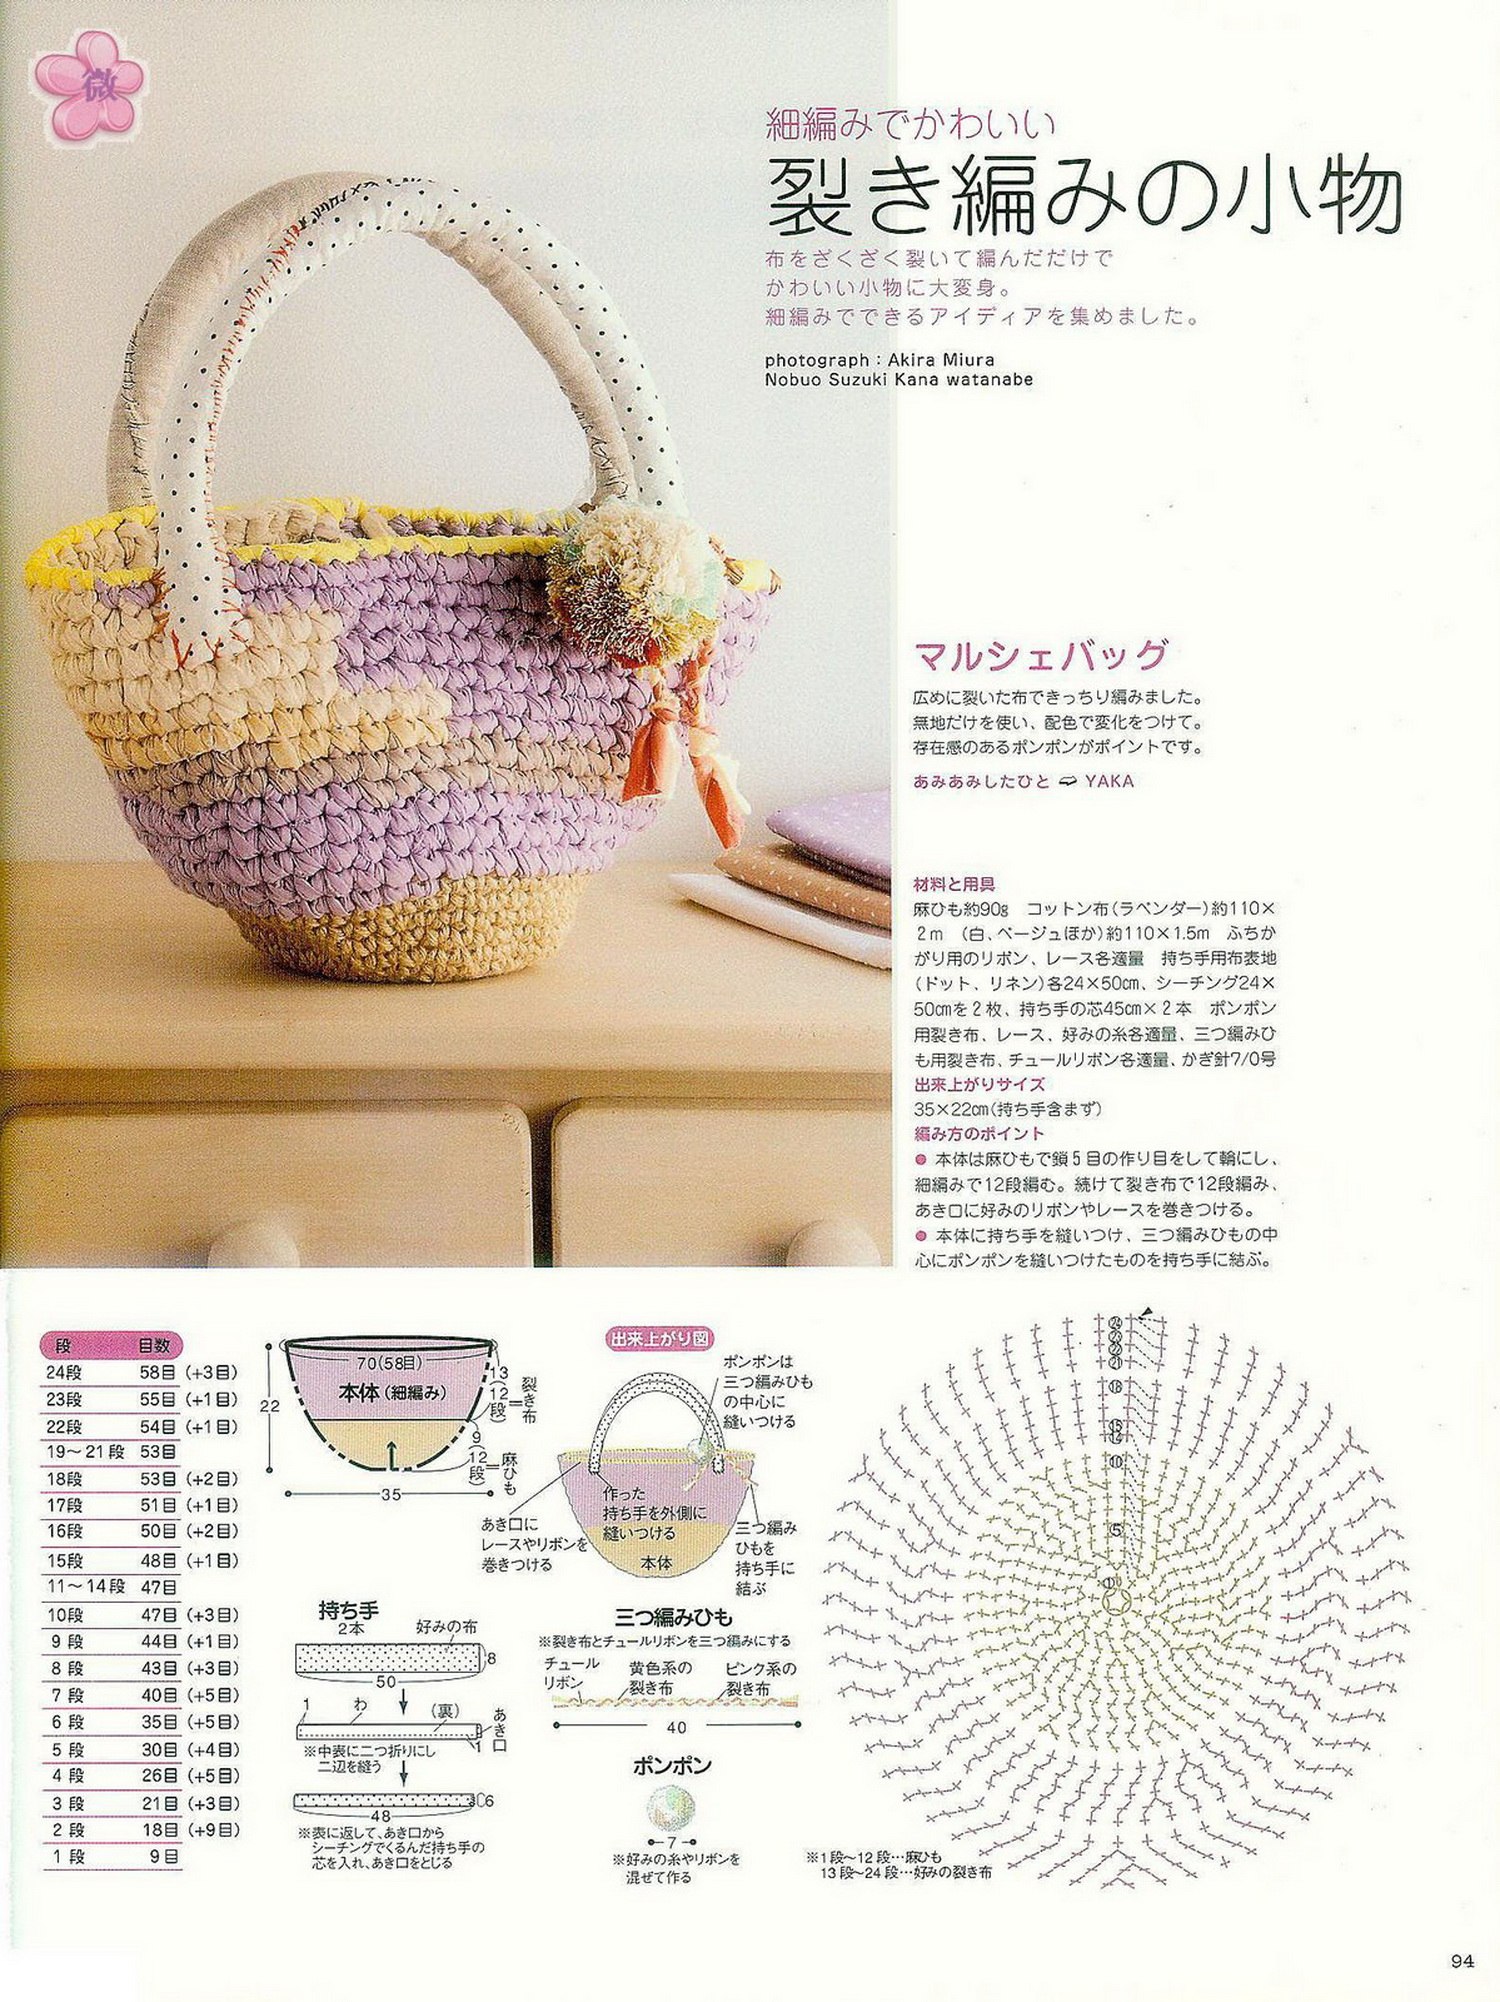 微
細編みでかわいい
裂き編みの小物
布をざくざく裂いて編んだだけで
かわいい小物に大変身。
細編みでできるアイディアを集めました。
photograph：Akira Miura
Nobuo Suzuki Kana watanabe
マルシェバッグ
広めに裂いた布できっちり編みました。
無地だけを使い、配色で変化をつけて。
存在感のあるポンポンがポイントです。
あみあみしたひと ➩ YAKA
材料と用具
麻ひも約90g　コットン布(ラベンダー)約110×
2m　(白、ベージュほか)約110×1.5m　ふちか
がり用のリボン、レース各適量　持ち手用布表地
(ドット、リネン)各24×50cm、シーチング24×
50cmを2枚、持ち手の芯45cm×2本　ポンポン
用裂き布、レース、好みの糸各適量、三つ編みひ
も用裂き布、チュールリボン各適量、かぎ針7/0号
出来上がりサイズ
35×22cm(持ち手含まず)
編み方のポイント
● 本体は麻ひもで鎖5目の作り目をして輪にし、
細編みで12段編む。続けて裂き布で12段編み、
あき口に好みのリボンやレースを巻きつける。
● 本体に持ち手を縫いつけ、三つ編みひもの中
心にポンポンを縫いつけたものを持ち手に結ぶ。
段　目数
24段　58目 (+3目)
23段　55目 (+1目)
22段　54目 (+1目)
19〜21段　53目
18段　53目 (+2目)
17段　51目 (+1目)
16段　50目 (+2目)
15段　48目 (+1目)
11〜14段　47目
10段　47目 (+3目)
9段　44目 (+1目)
8段　43目 (+3目)
7段　40目 (+5目)
6段　35目 (+5目)
5段　30目 (+4目)
4段　26目 (+5目)
3段　21目 (+3目)
2段　18目 (+9目)
1段　9目
70(58目)
本体(細編み)
22
35
13
(12段)
=裂き布
9
(12段)
=麻ひも
出来上がり図
ポンポンは
三つ編みひも
の中心に
縫いつける
作った
持ち手を外側に
縫いつける
本体
あき口に
レースやリボンを
巻きつける
三つ編み
ひもを
持ち手に
結ぶ
持ち手
2本
好みの布
8
50
1
わ
(裏)
あき口
1
※中表に二つ折りにし
二辺を縫う
6
48
※表に返して、あき口から
シーチングでくるんだ持ち手の
芯を入れ、あき口をとじる
三つ編みひも
※裂き布とチュールリボンを三つ編みにする
チュール
リボン
黄色系の
裂き布
ピンク系の
裂き布
40
ポンポン
7
※好みの糸やリボンを
混ぜて作る
㉔
㉓
㉒
㉑
⑱
⑮
⑭
⑩
⑤
①
※1段〜12段…麻ひも
13段〜24段…好みの裂き布
94